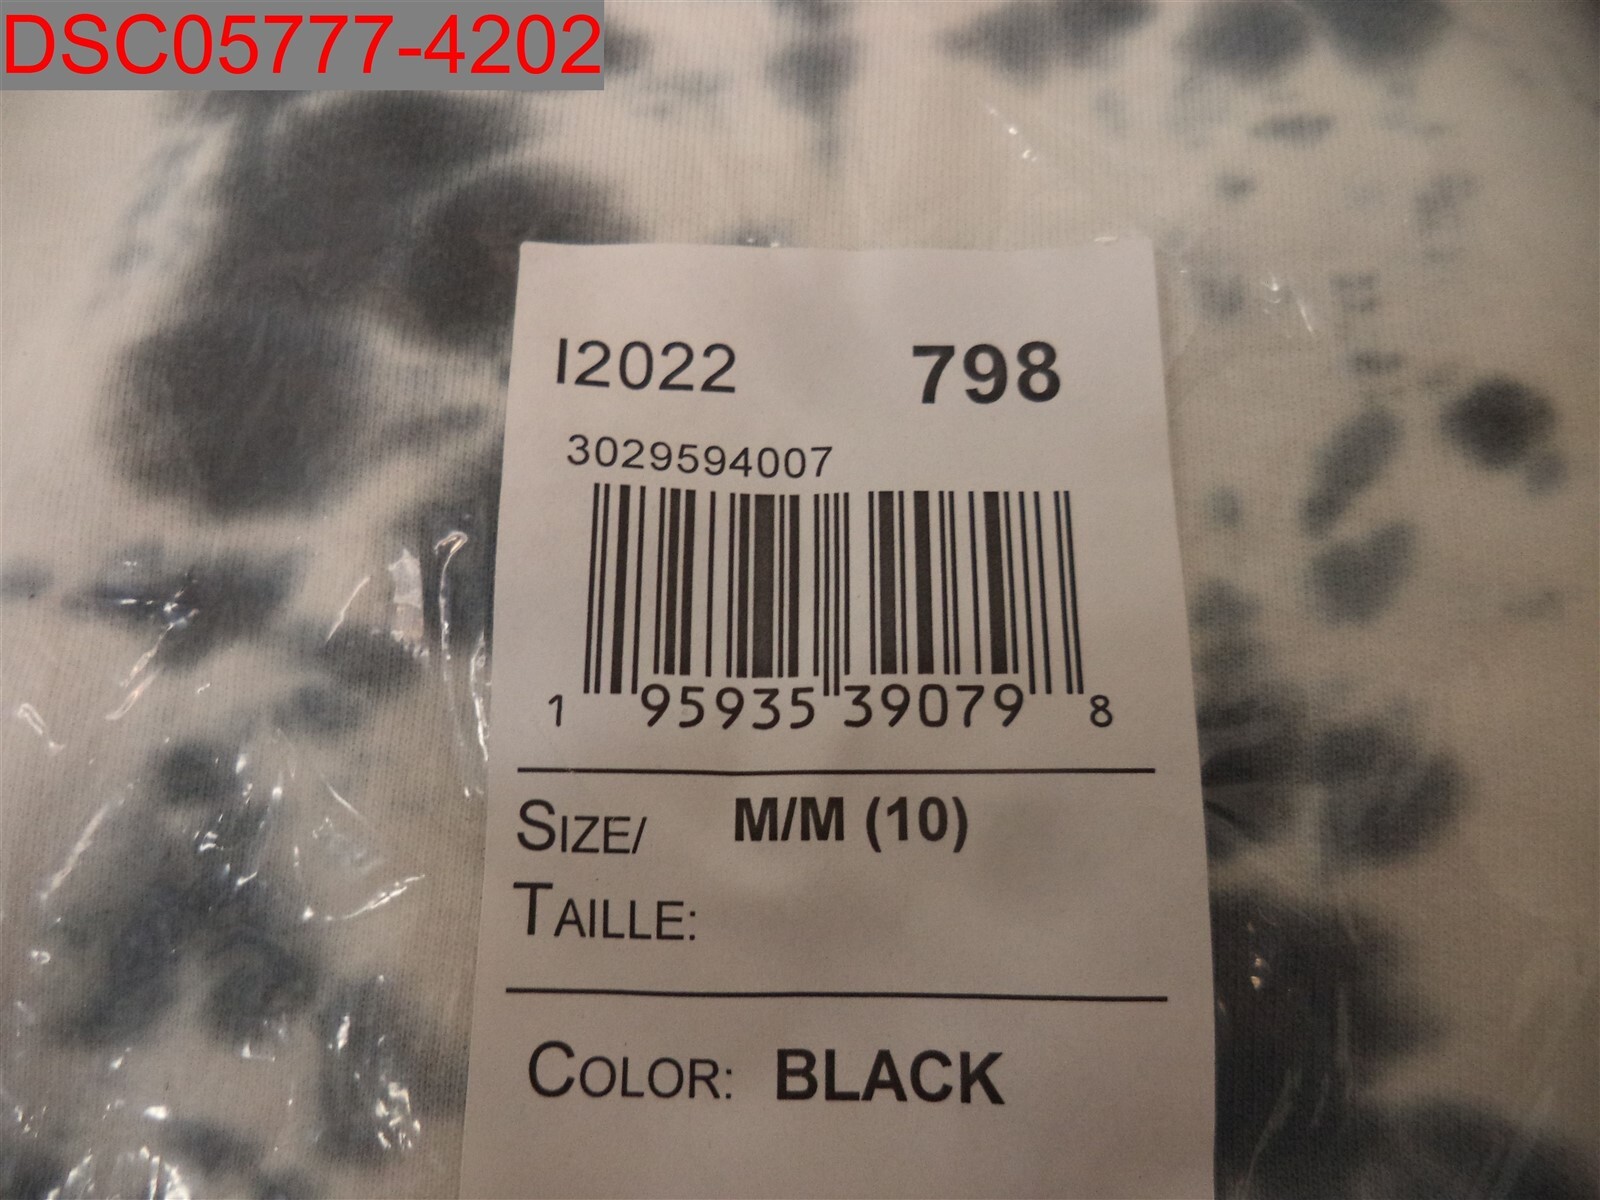 DSC05777-4202
I2022 798
3029594007
1 95935 39079 8
SIZE/ M/M (10)
TAILLE:
COLOR: BLACK